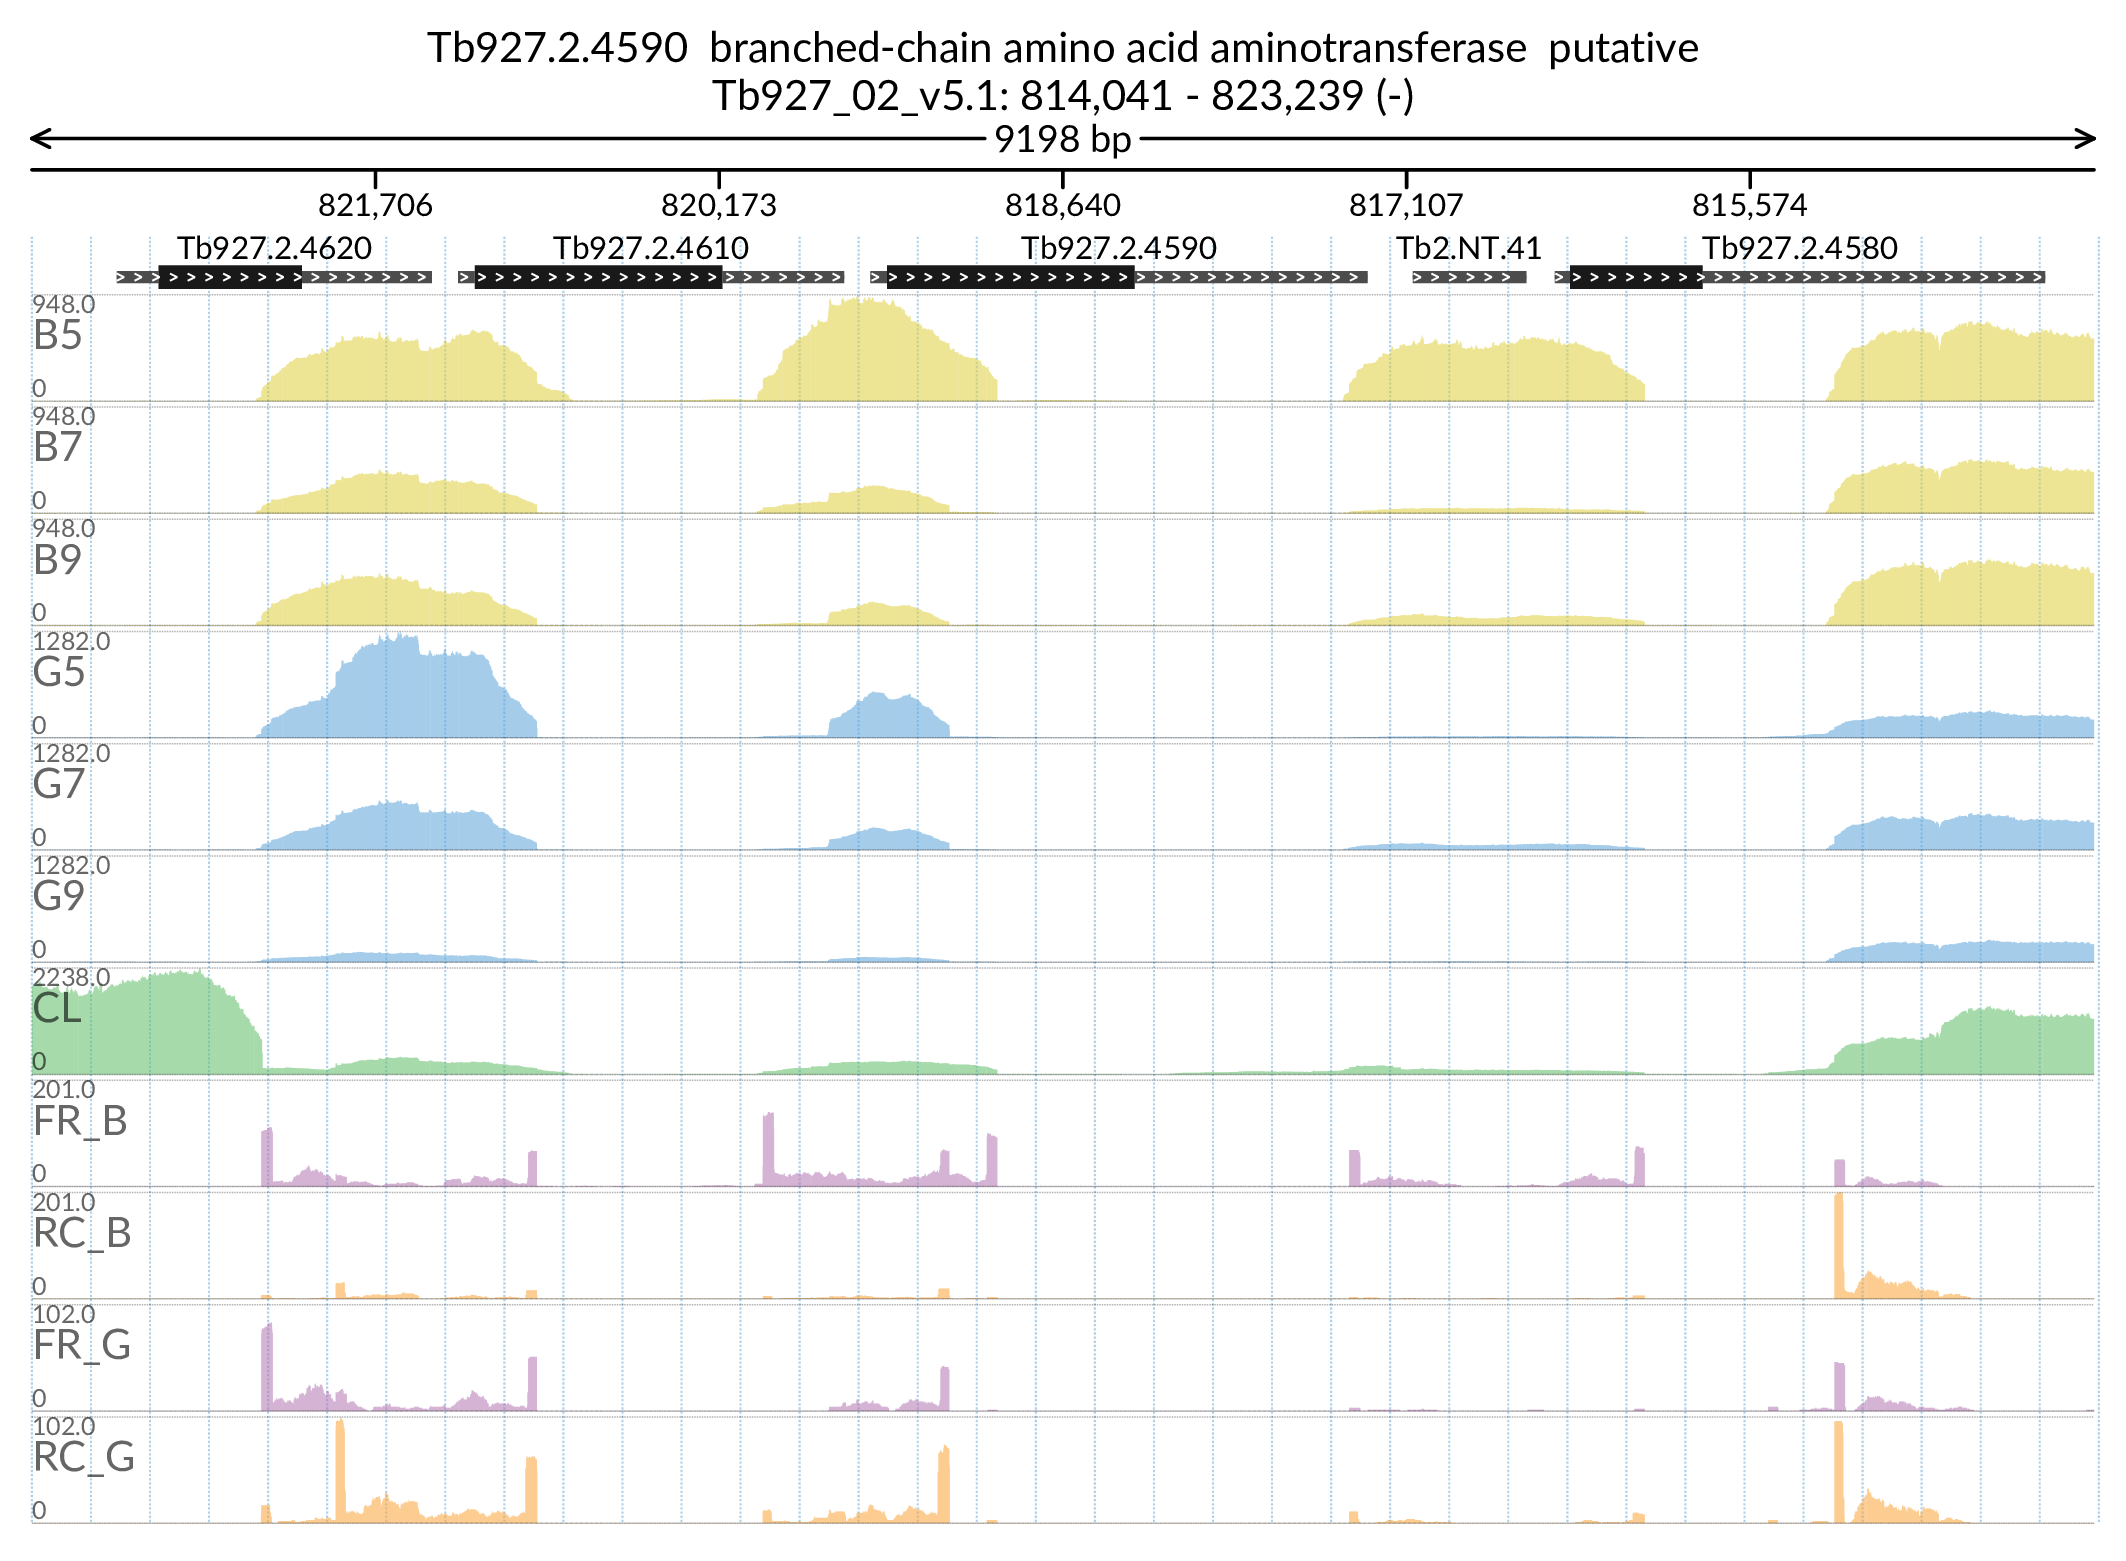 Tb927.2.4590 branched-chain amino acid aminotransferase putative
Tb927_02_v5.1: 814,041 - 823,239 (-)
9198 bp
821,706 820,173 818,640 817,107 815,574
Tb927.2.4620 Tb927.2.4610 Tb927.2.4590 Tb2.NT.41 Tb927.2.4580
948.0
B5
0
948.0
B7
0
948.0
B9
0
1282.0
G5
0
1282.0
G7
0
1282.0
G9
0
2238.0
CL
0
201.0
FR_B
0
201.0
RC_B
0
102.0
FR_G
0
102.0
RC_G
0